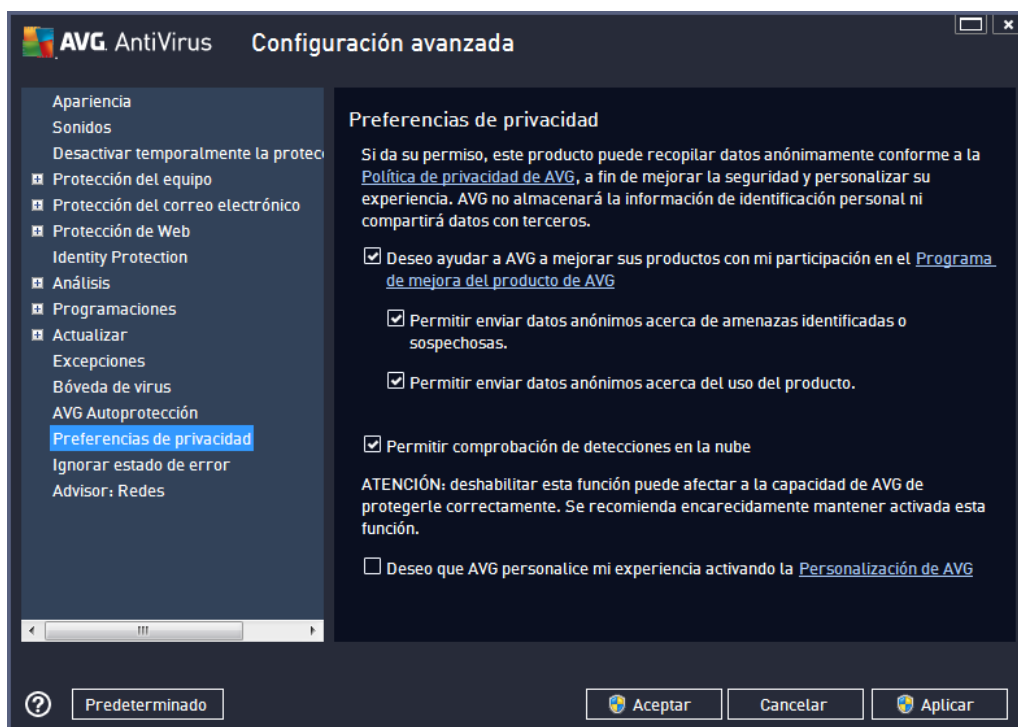 AVG. AntiVirus Configuración avanzada
Apariencia
Sonidos
Desactivar temporalmente la protec
Protección del equipo
Protección del correo electrónico
Protección de Web
Identity Protection
Análisis
Programaciones
Actualizar
Excepciones
Bóveda de virus
AVG Autoprotección
Preferencias de privacidad
Ignorar estado de error
Advisor: Redes
Preferencias de privacidad
Si da su permiso, este producto puede recopilar datos anónimamente conforme a la
Política de privacidad de AVG, a fin de mejorar la seguridad y personalizar su
experiencia. AVG no almacenará la información de identificación personal ni
compartirá datos con terceros.
Deseo ayudar a AVG a mejorar sus productos con mi participación en el Programa
de mejora del producto de AVG
Permitir enviar datos anónimos acerca de amenazas identificadas o
sospechosas.
Permitir enviar datos anónimos acerca del uso del producto.
Permitir comprobación de detecciones en la nube
ATENCIÓN: deshabilitar esta función puede afectar a la capacidad de AVG de
protegerle correctamente. Se recomienda encarecidamente mantener activada esta
función.
Deseo que AVG personalice mi experiencia activando la Personalización de AVG
? Predeterminado Aceptar Cancelar Aplicar